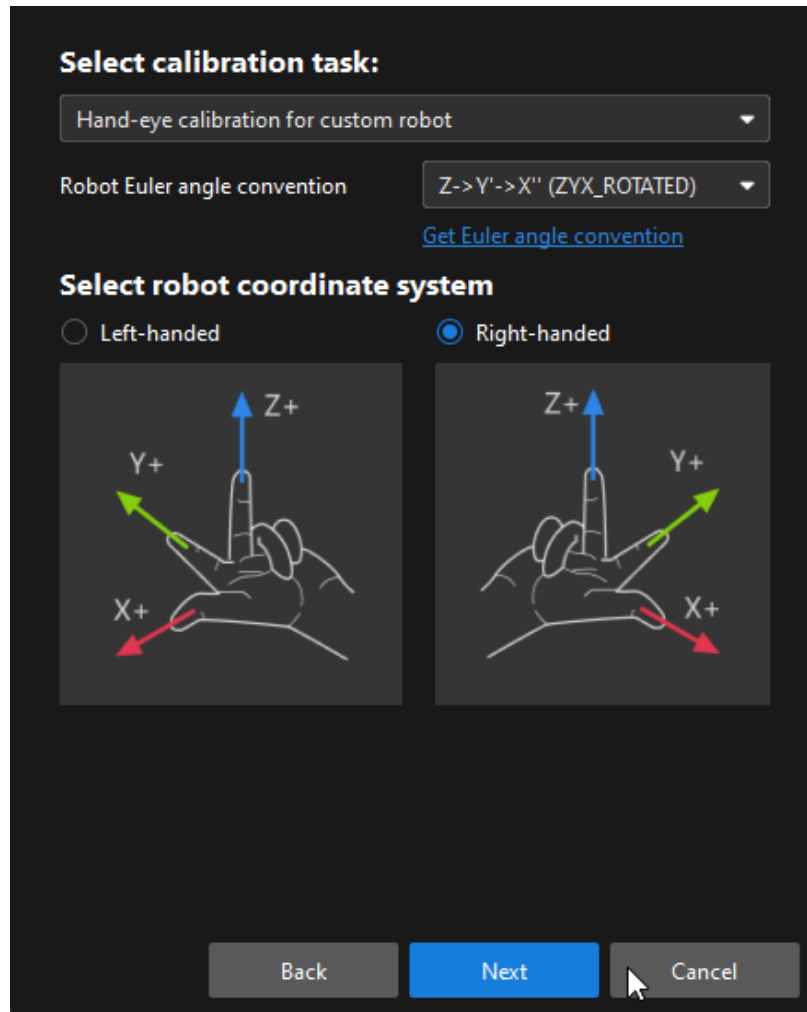 Select calibration task:
Hand-eye calibration for custom robot
Robot Euler angle convention
Z->Y'->X'' (ZYX_ROTATED)
Get Euler angle convention
Select robot coordinate system
Left-handed
Right-handed
Z+
Y+
X+
Z+
Y+
X+
Back
Next
Cancel